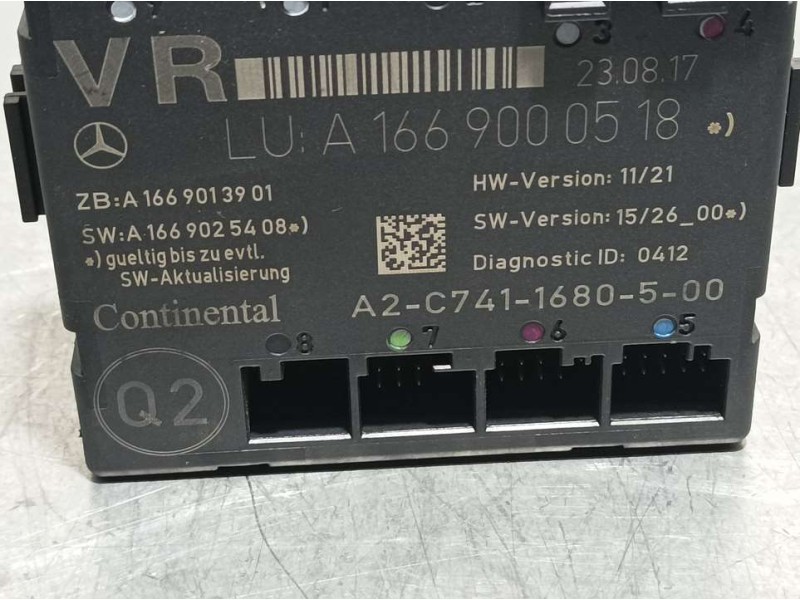 3 4
VR 23.08.17
LU: A 166 900 05 18 *)
ZB: A 166 901 39 01
SW: A 166 902 54 08*)
*) gueltig bis zu evtl.
SW-Aktualisierung
HW-Version: 11/21
SW-Version: 15/26_00*)
Diagnostic ID: 0412
Continental A2-C741-1680-5-00
8 7 6 5
Q2